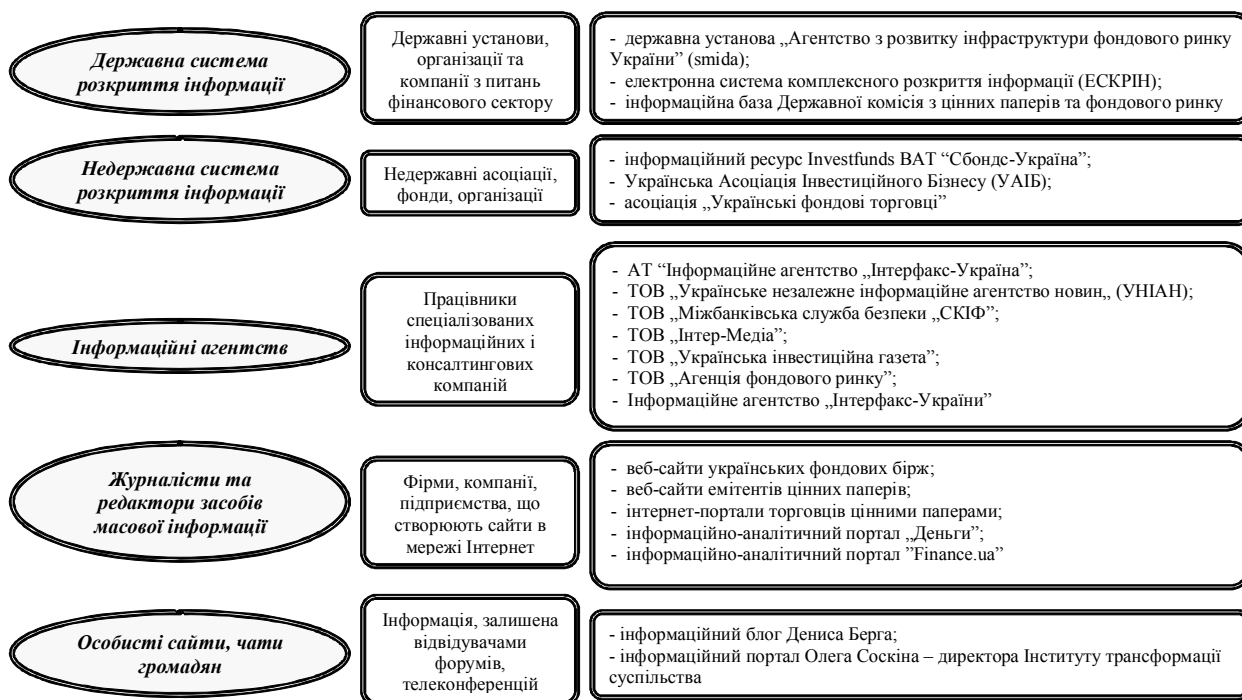 Державна система
розкриття інформації
Державні установи,
організації та
компанії з питань
фінансового сектору
- державна установа „Агентство з розвитку інфраструктури фондового ринку
України” (smida);
- електронна система комплексного розкриття інформації (ЕСКРІН);
- інформаційна база Державної комісія з цінних паперів та фондового ринку
Недержавна система
розкриття інформації
Недержавні асоціації,
фонди, організації
- інформаційний ресурс Investfunds ВАТ “Сбондс-Україна”;
- Українська Асоціація Інвестиційного Бізнесу (УАІБ);
- асоціація „Українські фондові торговці”
Інформаційні агентств
Працівники
спеціалізованих
інформаційних і
консалтингових
компаній
- АТ “Інформаційне агентство „Інтерфакс-Україна”;
- ТОВ „Українське незалежне інформаційне агентство новин„ (УНІАН);
- ТОВ „Міжбанківська служба безпеки „СКІФ”;
- ТОВ „Інтер-Медіа”;
- ТОВ „Українська інвестиційна газета”;
- ТОВ „Агенція фондового ринку”;
- Інформаційне агентство „Інтерфакс-України”
Журналісти та
редактори засобів
масової інформації
Фірми, компанії,
підприємства, що
створюють сайти в
мережі Інтернет
- веб-сайти українських фондових бірж;
- веб-сайти емітентів цінних паперів;
- інтернет-портали торговців цінними паперами;
- інформаційно-аналітичний портал „Деньги”;
- інформаційно-аналітичний портал ”Finance.ua”
Особисті сайти, чати
громадян
Інформація, залишена
відвідувачами
форумів,
телеконференцій
- інформаційний блог Дениса Берга;
- інформаційний портал Олега Соскіна – директора Інституту трансформації
суспільства